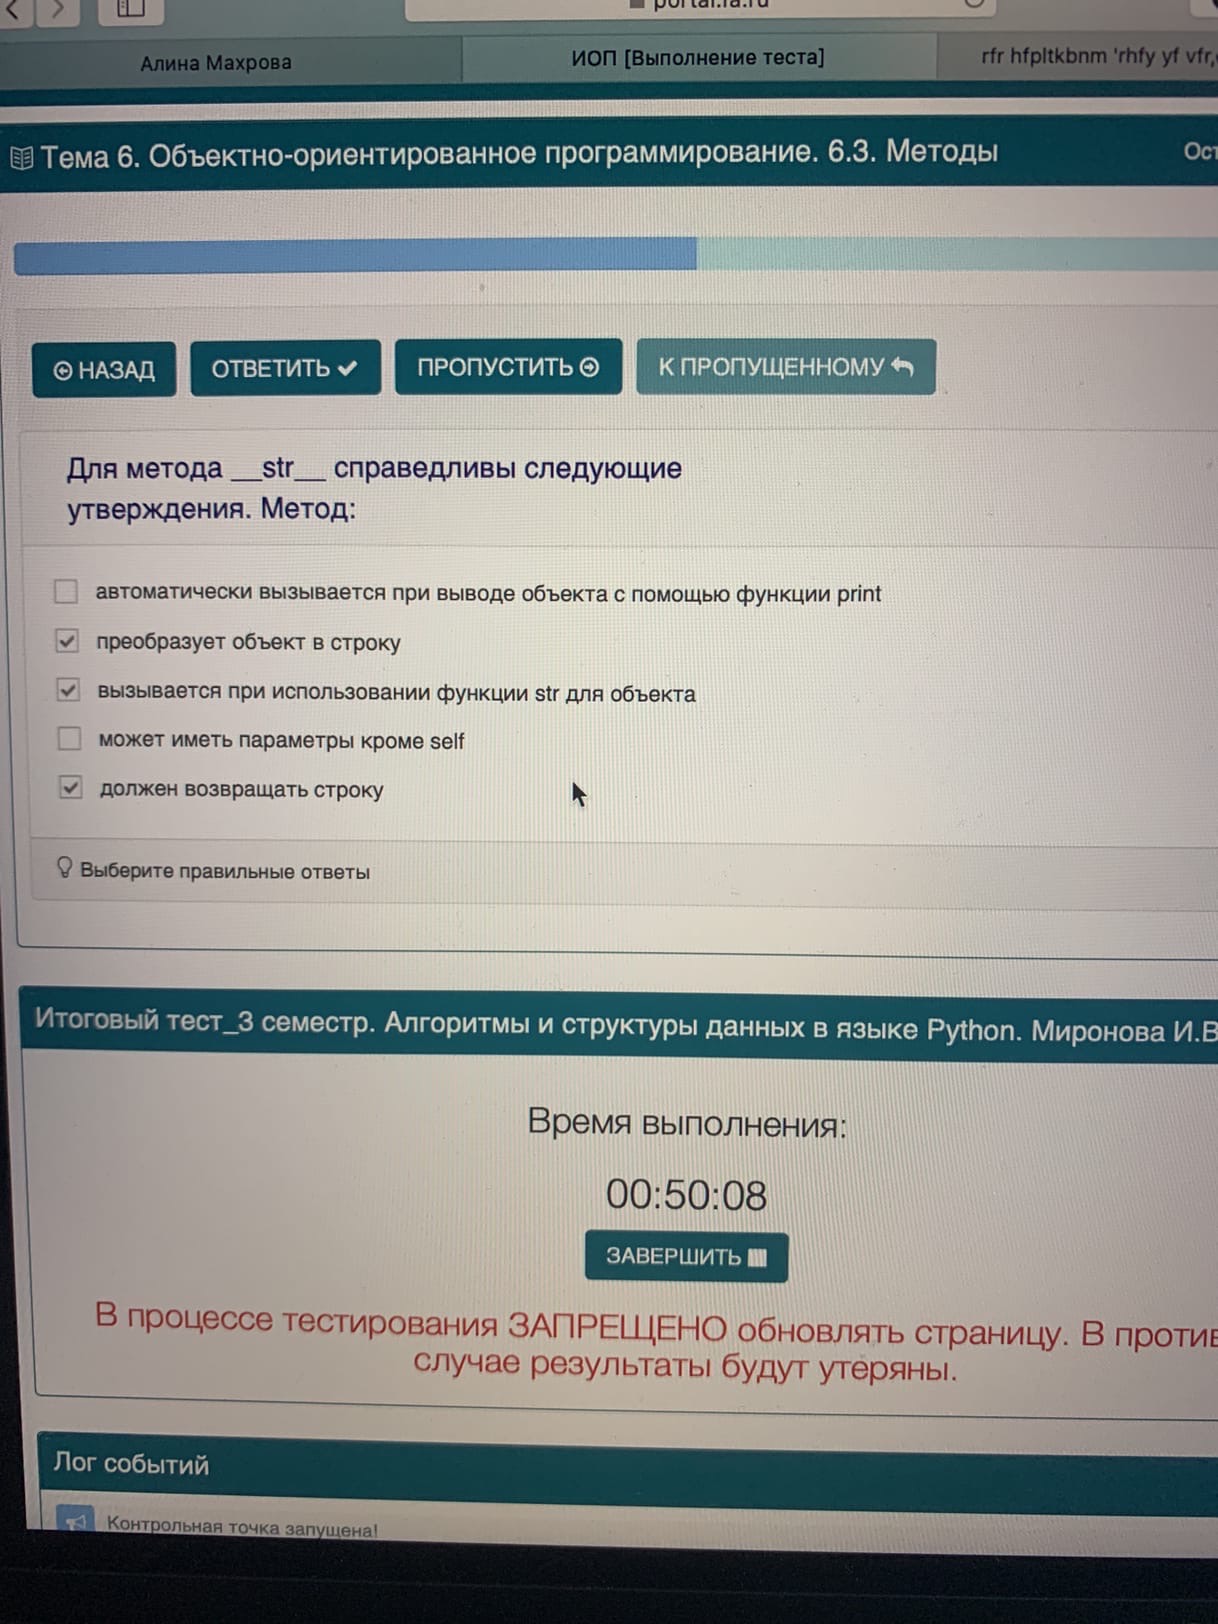 Алина Махрова
ИОП [Выполнение теста]
rfr hfpltkbnm 'rhfy yf vfr,
Тема 6. Объектно-ориентированное программирование. 6.3. Методы
Ост
НАЗАД
ОТВЕТИТЬ
ПРОПУСТИТЬ
К ПРОПУЩЕННОМУ
Для метода __str__ справедливы следующие
утверждения. Метод:
автоматически вызывается при выводе объекта с помощью функции print
преобразует объект в строку
вызывается при использовании функции str для объекта
может иметь параметры кроме self
должен возвращать строку
Выберите правильные ответы
Итоговый тест_3 семестр. Алгоритмы и структуры данных в языке Python. Миронова И.В
Время выполнения:
00:50:08
ЗАВЕРШИТЬ
В процессе тестирования ЗАПРЕЩЕНО обновлять страницу. В против
случае результаты будут утеряны.
Лог событий
Контрольная точка запущена!